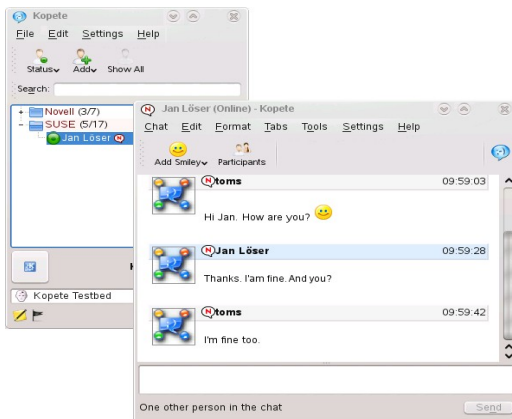 Kopete
File Edit Settings Help
Status Add Show All
Search:
Novell (3/7)
SUSE (5/17)
Jan Löser
Kopete Testbed
Jan Löser (Online) - Kopete
Chat Edit Format Tabs Tools Settings Help
Add Smiley Participants
toms 09:59:03
Hi Jan. How are you?
Jan Löser 09:59:28
Thanks. I'am fine. And you?
toms 09:59:42
I'm fine too.
One other person in the chat
Send